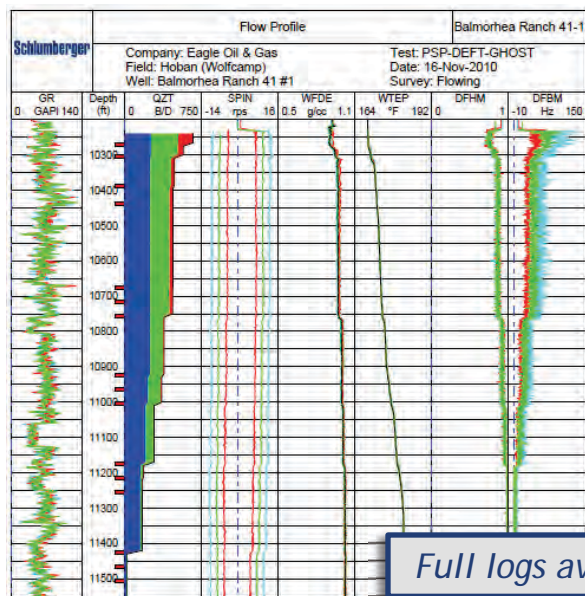 Schlumberger
Flow Profile
Balmorhea Ranch 41-1
Company: Eagle Oil & Gas
Field: Hoban (Wolfcamp)
Well: Balmorhea Ranch 41 #1
Test: PSP-DEFT-GHOST
Date: 16-Nov-2010
Survey: Flowing
GR Depth QZT SPIN WFDE WTEP DFHM DFBM
0 GAPI 140 (ft) 0 B/D 750 -14 rps 16 0.5 g/cc 1.1 164 °F 192 0 1 -10 Hz 150
10300
10400
10500
10600
10700
10800
10900
11000
11100
11200
11300
11400
11500
Full logs av